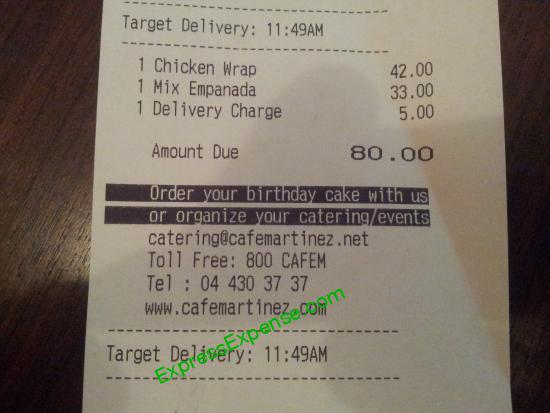 ------------------------------------
Target Delivery: 11:49AM
------------------------------------
1 Chicken Wrap 42.00
1 Mix Empanada 33.00
1 Delivery Charge 5.00
Amount Due 80.00
Order your birthday cake with us
or organize your catering/events
catering@cafemartinez.net
Toll Free: 800 CAFEM
Tel : 04 430 37 37
www.cafemartinez.com
ExpressExpense.com
------------------------------------
Target Delivery: 11:49AM
------------------------------------